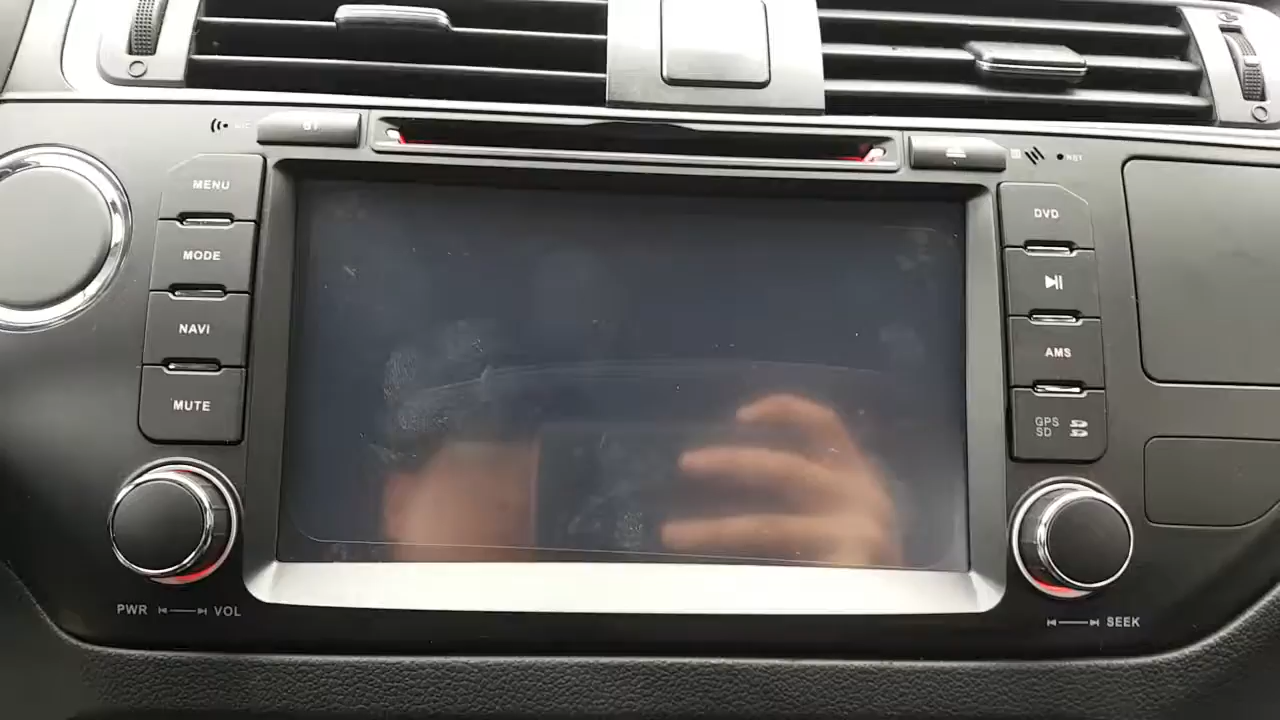 MENU
MODE
NAVI
MUTE
PWR
VOL
DVD
AMS
GPS
SD
SEEK